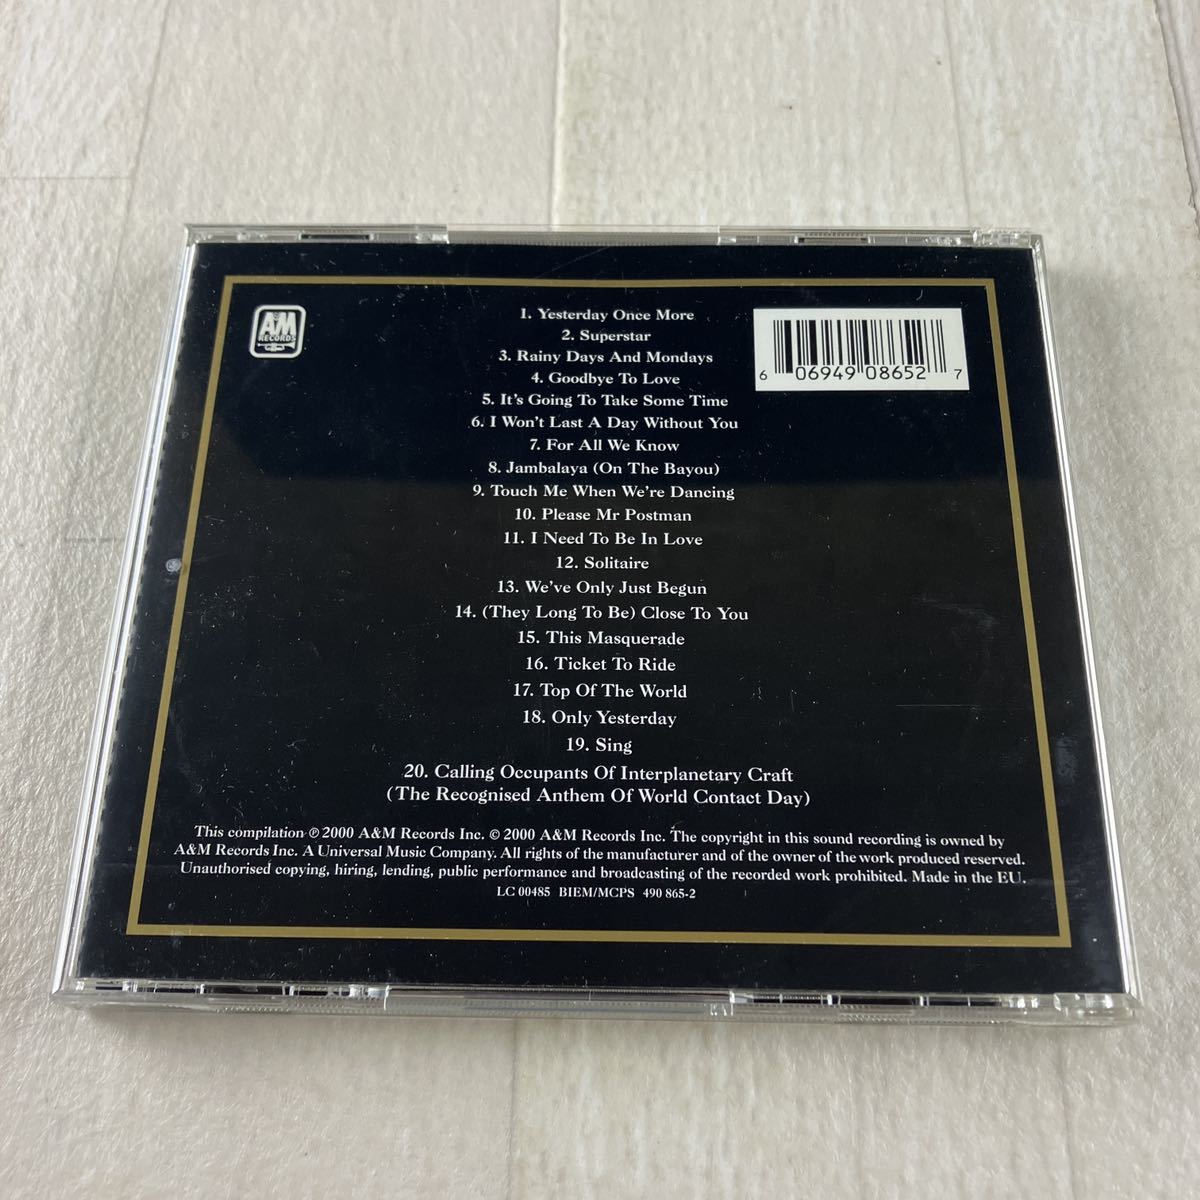 AM
RECORDS
1. Yesterday Once More
2. Superstar
3. Rainy Days And Mondays
4. Goodbye To Love
5. It's Going To Take Some Time
6. I Won't Last A Day Without You
7. For All We Know
8. Jambalaya (On The Bayou)
9. Touch Me When We're Dancing
10. Please Mr Postman
11. I Need To Be In Love
12. Solitaire
13. We've Only Just Begun
14. (They Long To Be) Close To You
15. This Masquerade
16. Ticket To Ride
17. Top Of The World
18. Only Yesterday
19. Sing
20. Calling Occupants Of Interplanetary Craft
(The Recognised Anthem Of World Contact Day)
6 06949 08652 7
This compilation ℗ 2000 A&M Records Inc. © 2000 A&M Records Inc. The copyright in this sound recording is owned by
A&M Records Inc. A Universal Music Company. All rights of the manufacturer and of the owner of the work produced reserved.
Unauthorised copying, hiring, lending, public performance and broadcasting of the recorded work prohibited. Made in the EU.
LC 00485 BIEM/MCPS 490 865-2